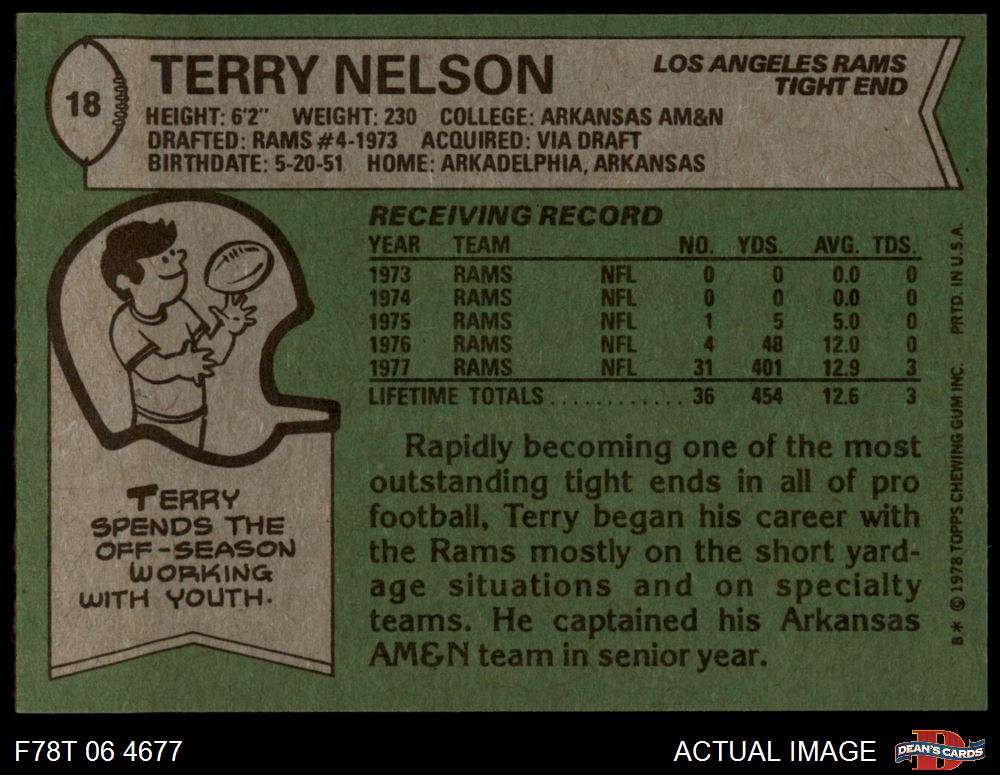 18
TERRY NELSON
LOS ANGELES RAMS
TIGHT END
HEIGHT: 6'2" WEIGHT: 230 COLLEGE: ARKANSAS AM&N
DRAFTED: RAMS #4-1973 ACQUIRED: VIA DRAFT
BIRTHDATE: 5-20-51 HOME: ARKADELPHIA, ARKANSAS
RECEIVING RECORD
YEAR TEAM NO. YDS. AVG. TDS.
1973 RAMS NFL 0 0 0.0 0
1974 RAMS NFL 0 0 0.0 0
1975 RAMS NFL 1 5 5.0 0
1976 RAMS NFL 4 48 12.0 0
1977 RAMS NFL 31 401 12.9 3
LIFETIME TOTALS............ 36 454 12.6 3
Rapidly becoming one of the most
outstanding tight ends in all of pro
football, Terry began his career with
the Rams mostly on the short yard-
age situations and on specialty
teams. He captained his Arkansas
AM&N team in senior year.
TERRY
SPENDS THE
OFF-SEASON
WORKING
WITH YOUTH.
B* © 1978 TOPPS CHEWING GUM INC. PRTD. IN U.S.A.
F78T 06 4677
ACTUAL IMAGE
D
DEAN'S CARDS